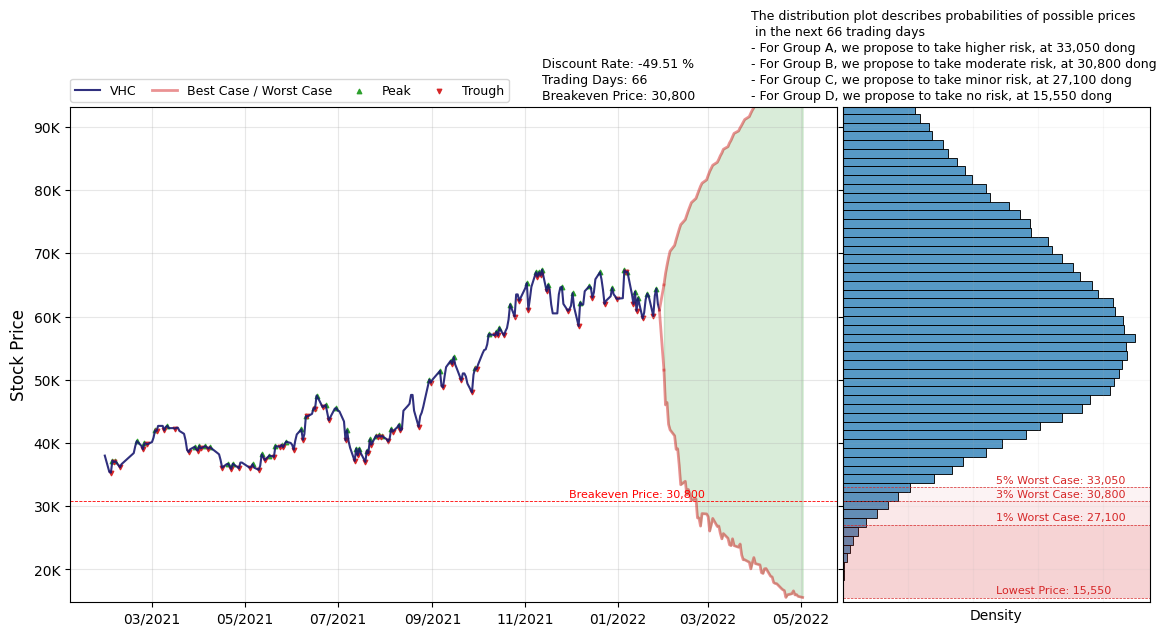 The distribution plot describes probabilities of possible prices
in the next 66 trading days
- For Group A, we propose to take higher risk, at 33,050 dong
- For Group B, we propose to take moderate risk, at 30,800 dong
- For Group C, we propose to take minor risk, at 27,100 dong
- For Group D, we propose to take no risk, at 15,550 dong
Discount Rate: -49.51 %
Trading Days: 66
Breakeven Price: 30,800
VHC
Best Case / Worst Case
Peak
Trough
Stock Price
90K
80K
70K
60K
50K
40K
30K
20K
Breakeven Price: 30,800
5% Worst Case: 33,050
3% Worst Case: 30,800
1% Worst Case: 27,100
Lowest Price: 15,550
03/2021
05/2021
07/2021
09/2021
11/2021
01/2022
03/2022
05/2022
Density